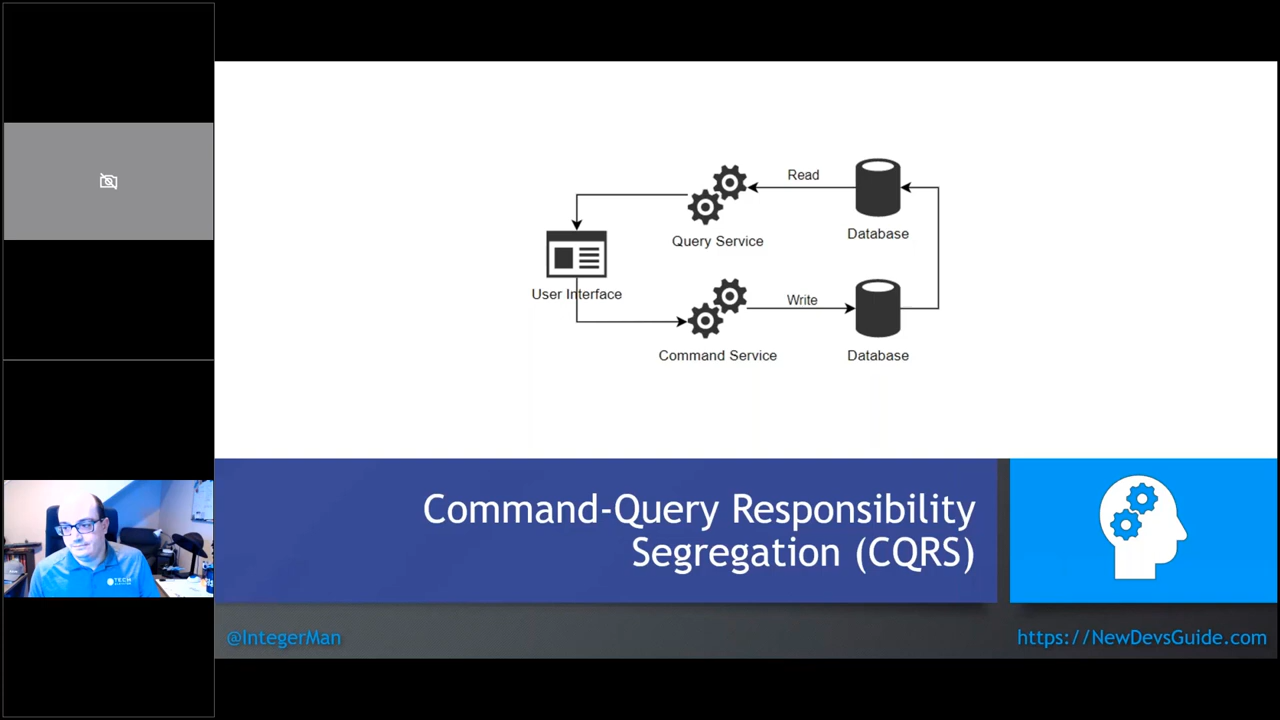 Read
Query Service
Database
User Interface
Write
Command Service
Database
Command-Query Responsibility
Segregation (CQRS)
@IntegerMan
https://NewDevsGuide.com
TECH